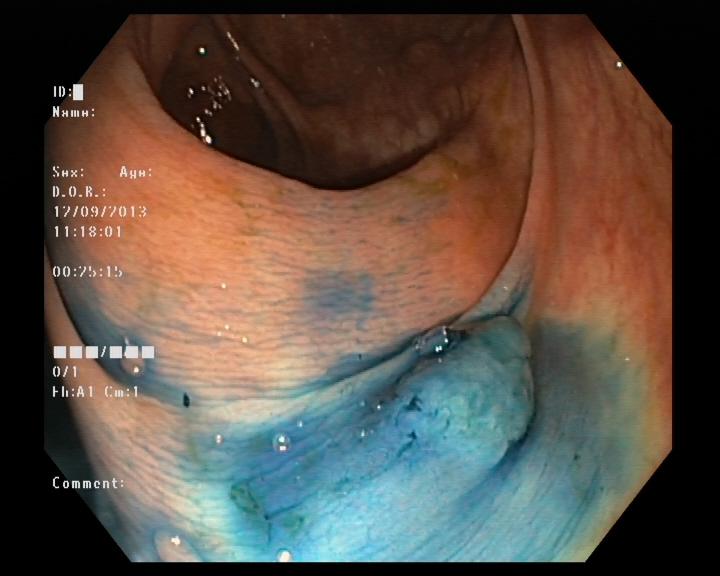 ID:
Name:
Sex: Age:
D.O.B.:
12/09/2013
11:18:01
00:25:15
0/1
Eh:A1 Cm:1
Comment: